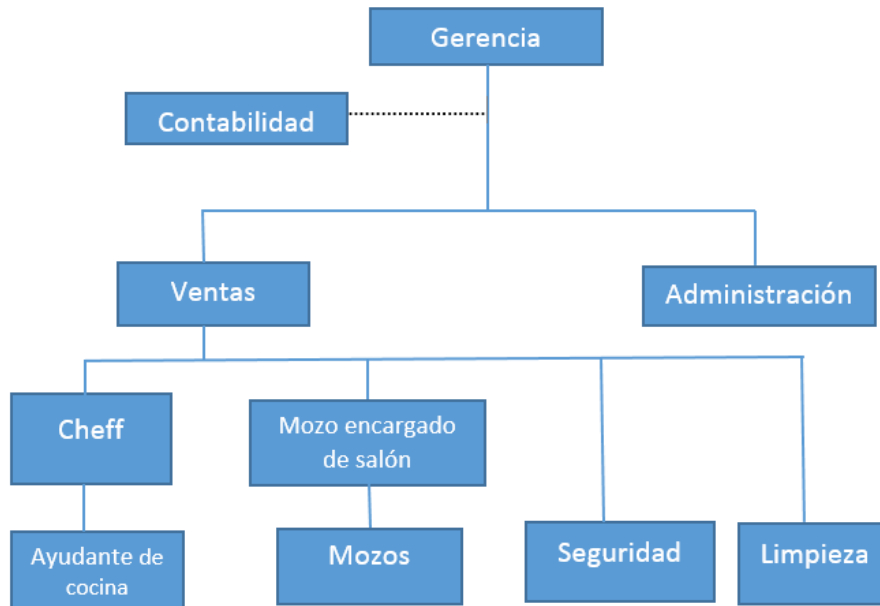 Gerencia
Contabilidad
Ventas
Administración
Cheff
Mozo encargado
de salón
Ayudante de
cocina
Mozos
Seguridad
Limpieza